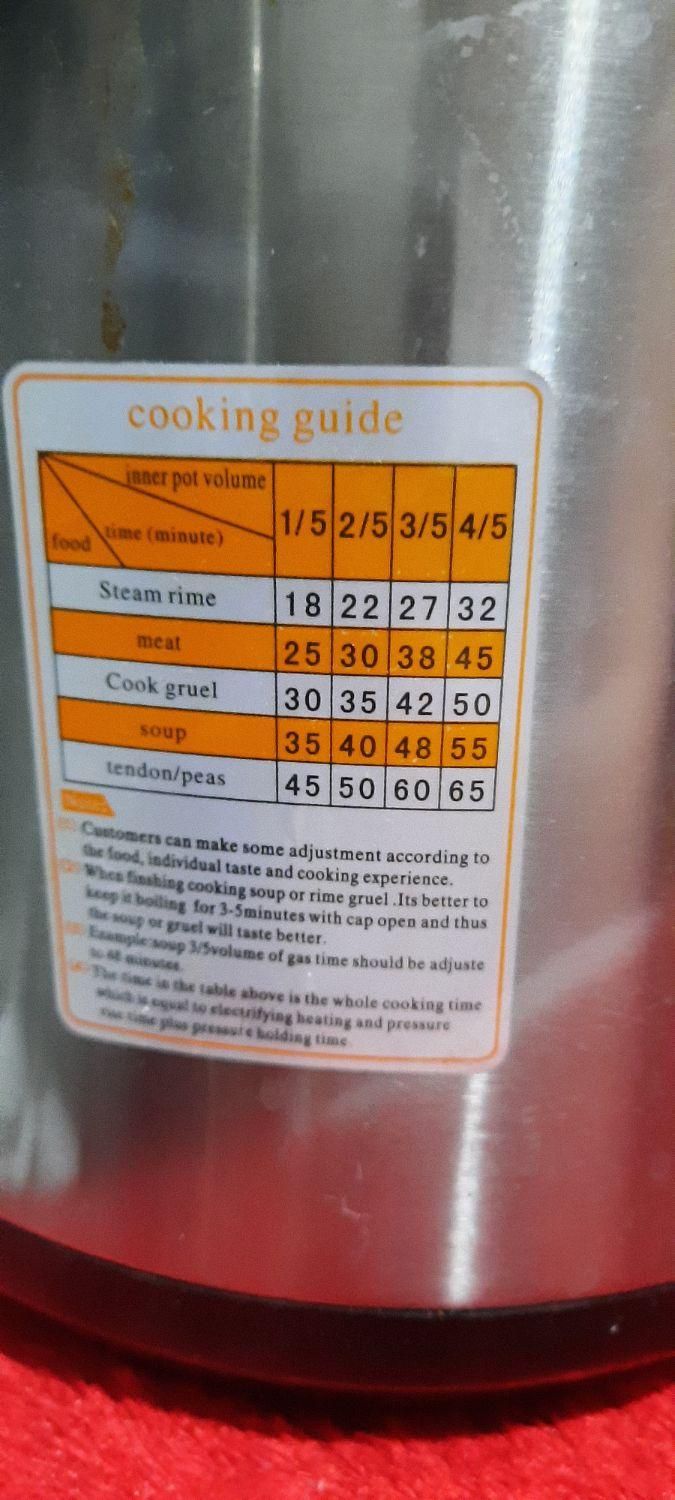 cooking guide
inner pot volume
time (minute)
food
1/5 2/5 3/5 4/5
Steam rime 18 22 27 32
meat 25 30 38 45
Cook gruel 30 35 42 50
soup 35 40 48 55
tendon/peas 45 50 60 65
Customers can make some adjustment according to
the food, individual taste and cooking experience.
When finshing cooking soup or rime gruel .Its better to
keep it boiling for 3-5minutes with cap open and thus
the soup or gruel will taste better.
Example:soup 3/5volume of gas time should be adjuste
to 48 minutes.
The time in the table above is the whole cooking time
which is equal to electrifying heating and pressure
rise time plus pressure holding time